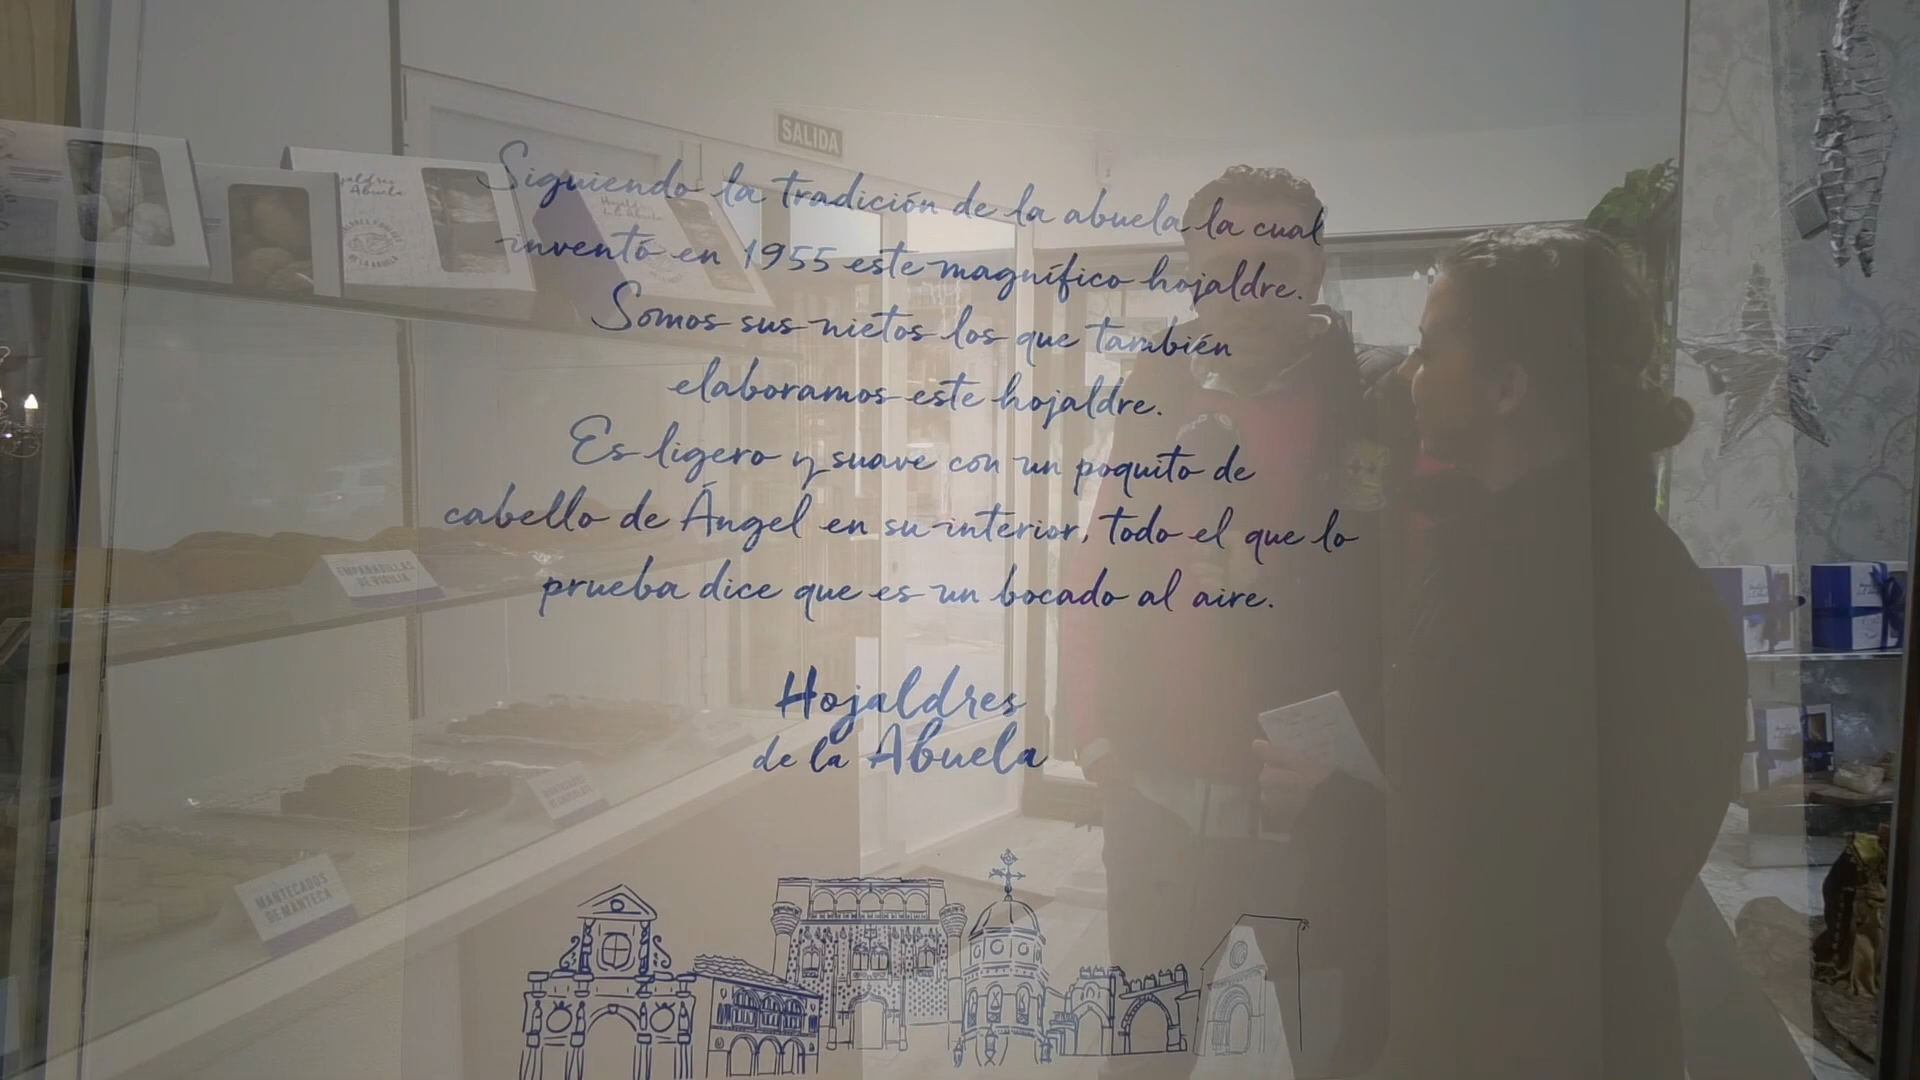 SALIDA
Siguiendo la tradición de la abuela la cual
inventó en 1955 este magnífico hojaldre.
Somos sus nietos los que también
elaboramos este hojaldre.
Es ligero y suave con un poquito de
cabello de Ángel en su interior, todo el que lo
prueba dice que es un bocado al aire.
Hojaldres
de la Abuela
EMPANADILLAS
DE VIGILIA
MANTECADOS
DE MANTECA